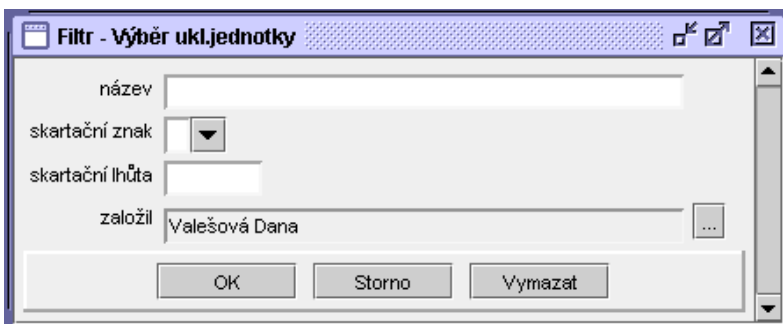 Filtr - Výběr ukl.jednotky
název
skartační znak
skartační lhůta
založil Valešová Dana ...
OK Storno Vymazat